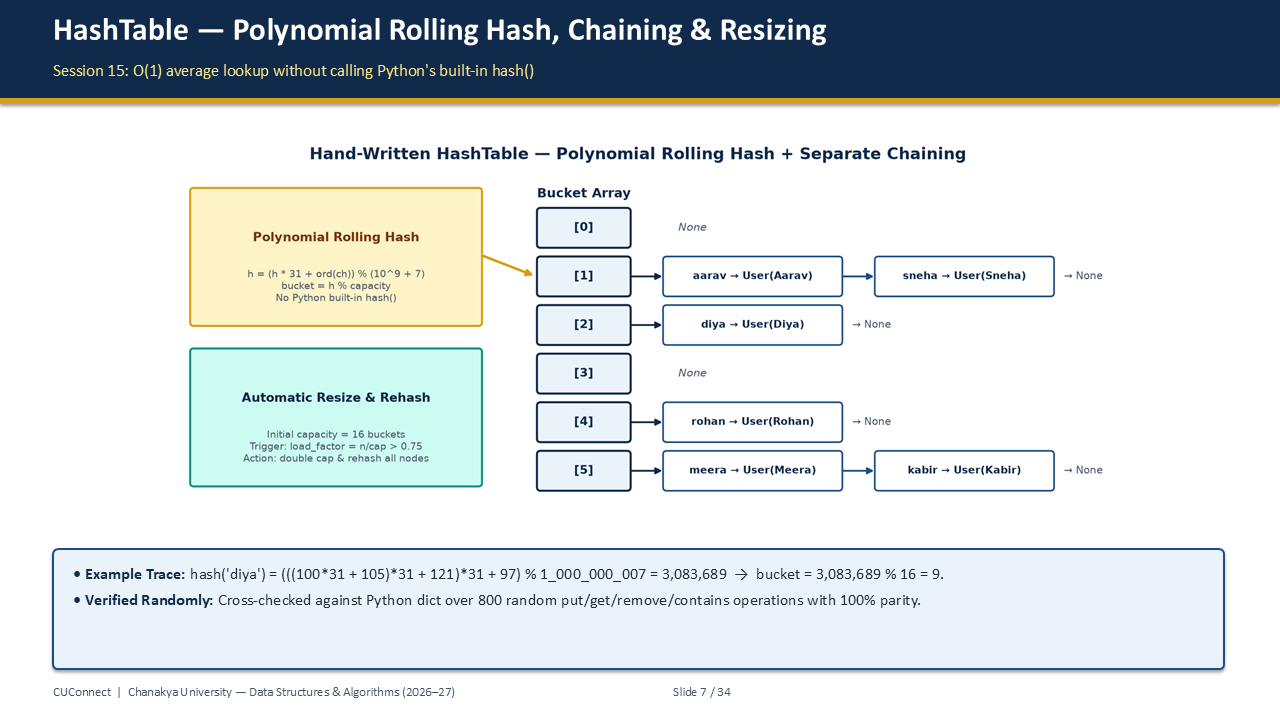 HashTable — Polynomial Rolling Hash, Chaining & Resizing
Session 15: O(1) average lookup without calling Python's built-in hash()
Hand-Written HashTable — Polynomial Rolling Hash + Separate Chaining
Polynomial Rolling Hash
h = (h * 31 + ord(ch)) % (10^9 + 7)
bucket = h % capacity
No Python built-in hash()
Automatic Resize & Rehash
Initial capacity = 16 buckets
Trigger: load_factor = n/cap > 0.75
Action: double cap & rehash all nodes
Bucket Array
[0] None
[1] aarav → User(Aarav) sneha → User(Sneha) → None
[2] diya → User(Diya) → None
[3] None
[4] rohan → User(Rohan) → None
[5] meera → User(Meera) kabir → User(Kabir) → None
• Example Trace: hash('diya') = (((100*31 + 105)*31 + 121)*31 + 97) % 1_000_000_007 = 3,083,689 → bucket = 3,083,689 % 16 = 9.
• Verified Randomly: Cross-checked against Python dict over 800 random put/get/remove/contains operations with 100% parity.
CUConnect | Chanakya University — Data Structures & Algorithms (2026–27)
Slide 7 / 34